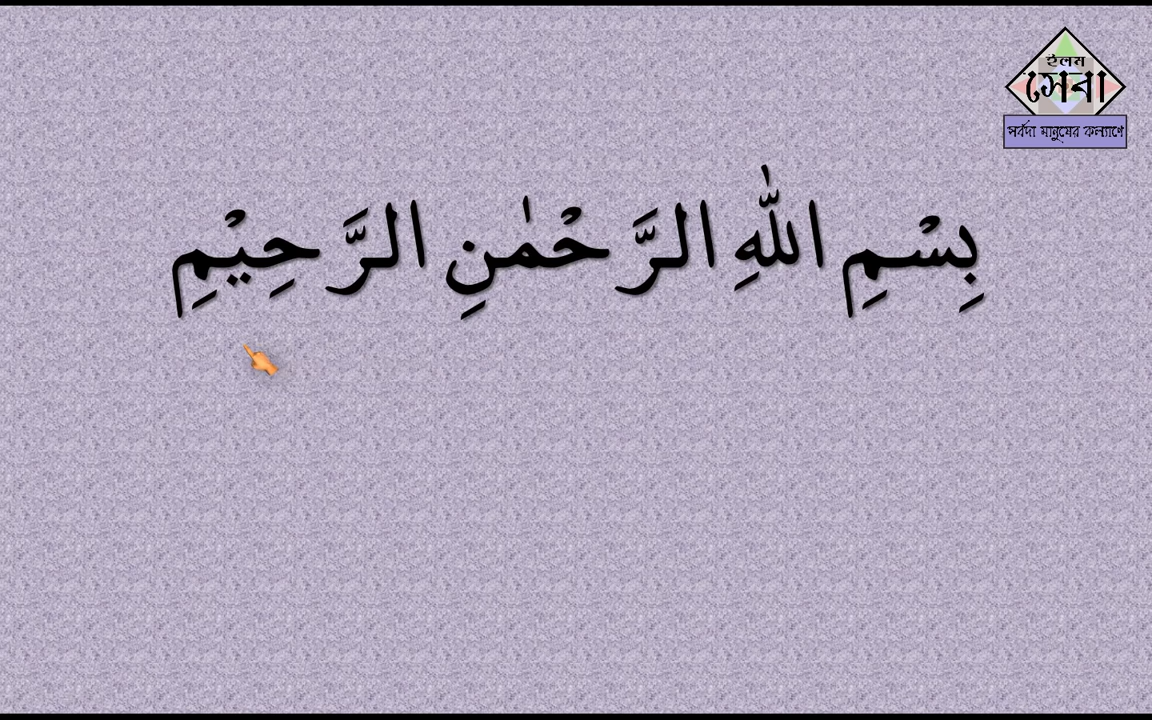 ইলম
সেবা
সর্বদা মানুষের কল্যাণে
بِسْمِ اللّٰهِ الرَّحْمٰنِ الرَّحِيْمِ